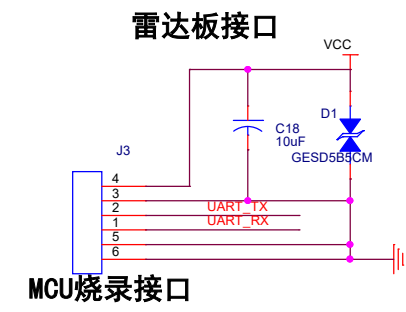 雷达板接口
VCC
D1
C18
10uF
GESD5B5CM
J3
4
3
2
UART_TX
1
UART_RX
5
6
MCU烧录接口